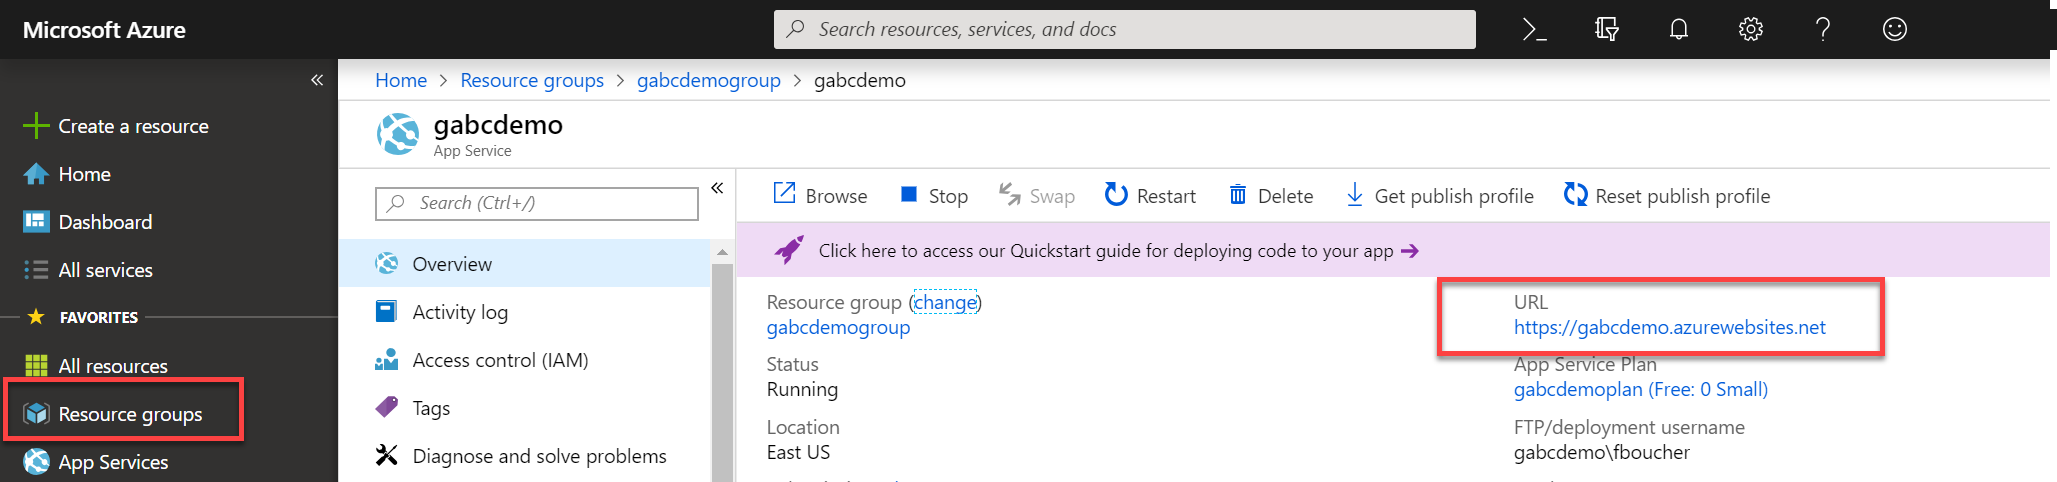 Microsoft Azure
Search resources, services, and docs
Create a resource
Home
Dashboard
All services
FAVORITES
All resources
Resource groups
App Services
Home > Resource groups > gabcdemogroup > gabcdemo
gabcdemo
App Service
Search (Ctrl+/)
Overview
Activity log
Access control (IAM)
Tags
Diagnose and solve problems
Browse Stop Swap Restart Delete Get publish profile Reset publish profile
Click here to access our Quickstart guide for deploying code to your app
Resource group (change)
gabcdemogroup
Status
Running
Location
East US
URL
https://gabcdemo.azurewebsites.net
App Service Plan
gabcdemoplan (Free: 0 Small)
FTP/deployment username
gabcdemo\fboucher